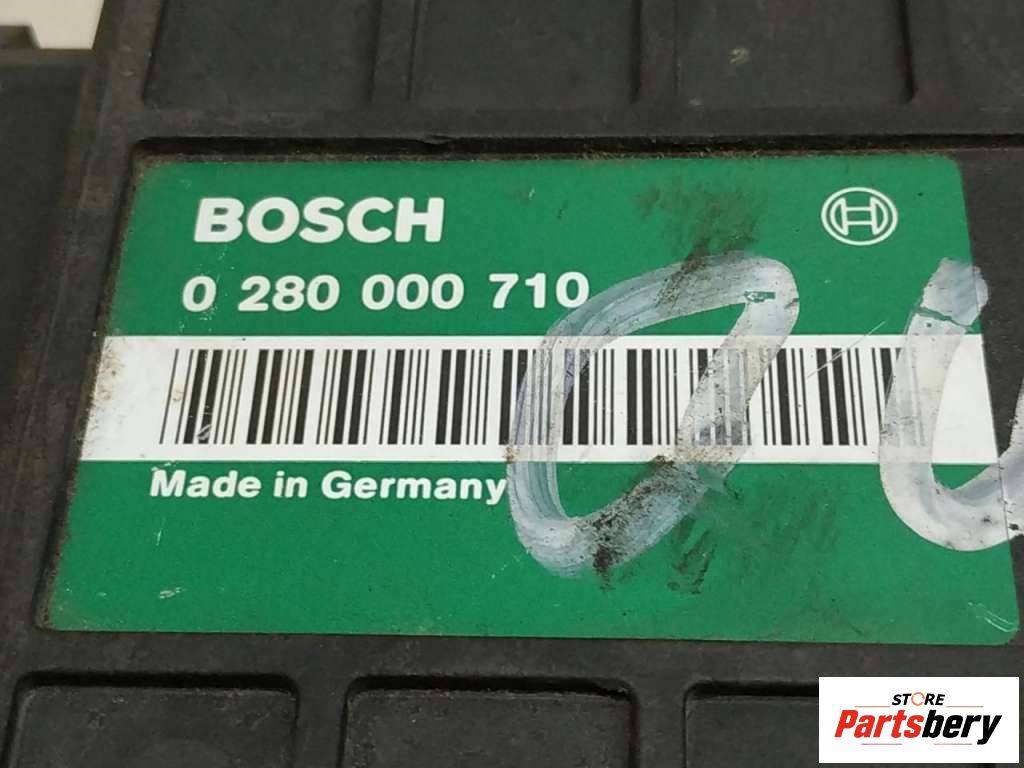 BOSCH
0 280 000 710
Made in Germany
STORE
Partsbery